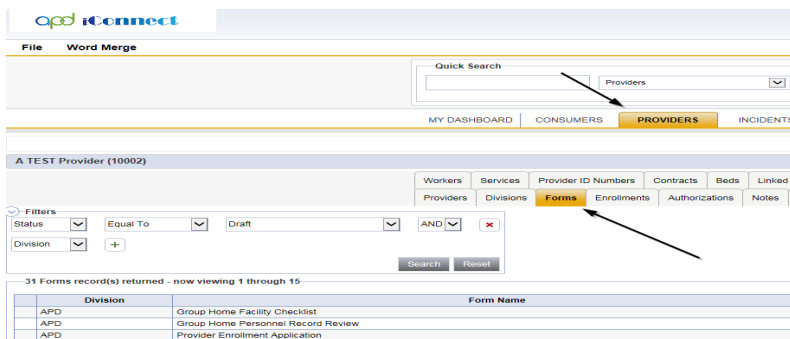 apd iConnect
File Word Merge
Quick Search
Providers
MY DASHBOARD CONSUMERS PROVIDERS INCIDENTS
A TEST Provider (10002)
Workers Services Provider ID Numbers Contracts Beds Linked
Providers Divisions Forms Enrollments Authorizations Notes
Filters
Status Equal To Draft AND
Division
Search Reset
31 Forms record(s) returned - now viewing 1 through 15
Division Form Name
APD Group Home Facility Checklist
APD Group Home Personnel Record Review
APD Provider Enrollment Application